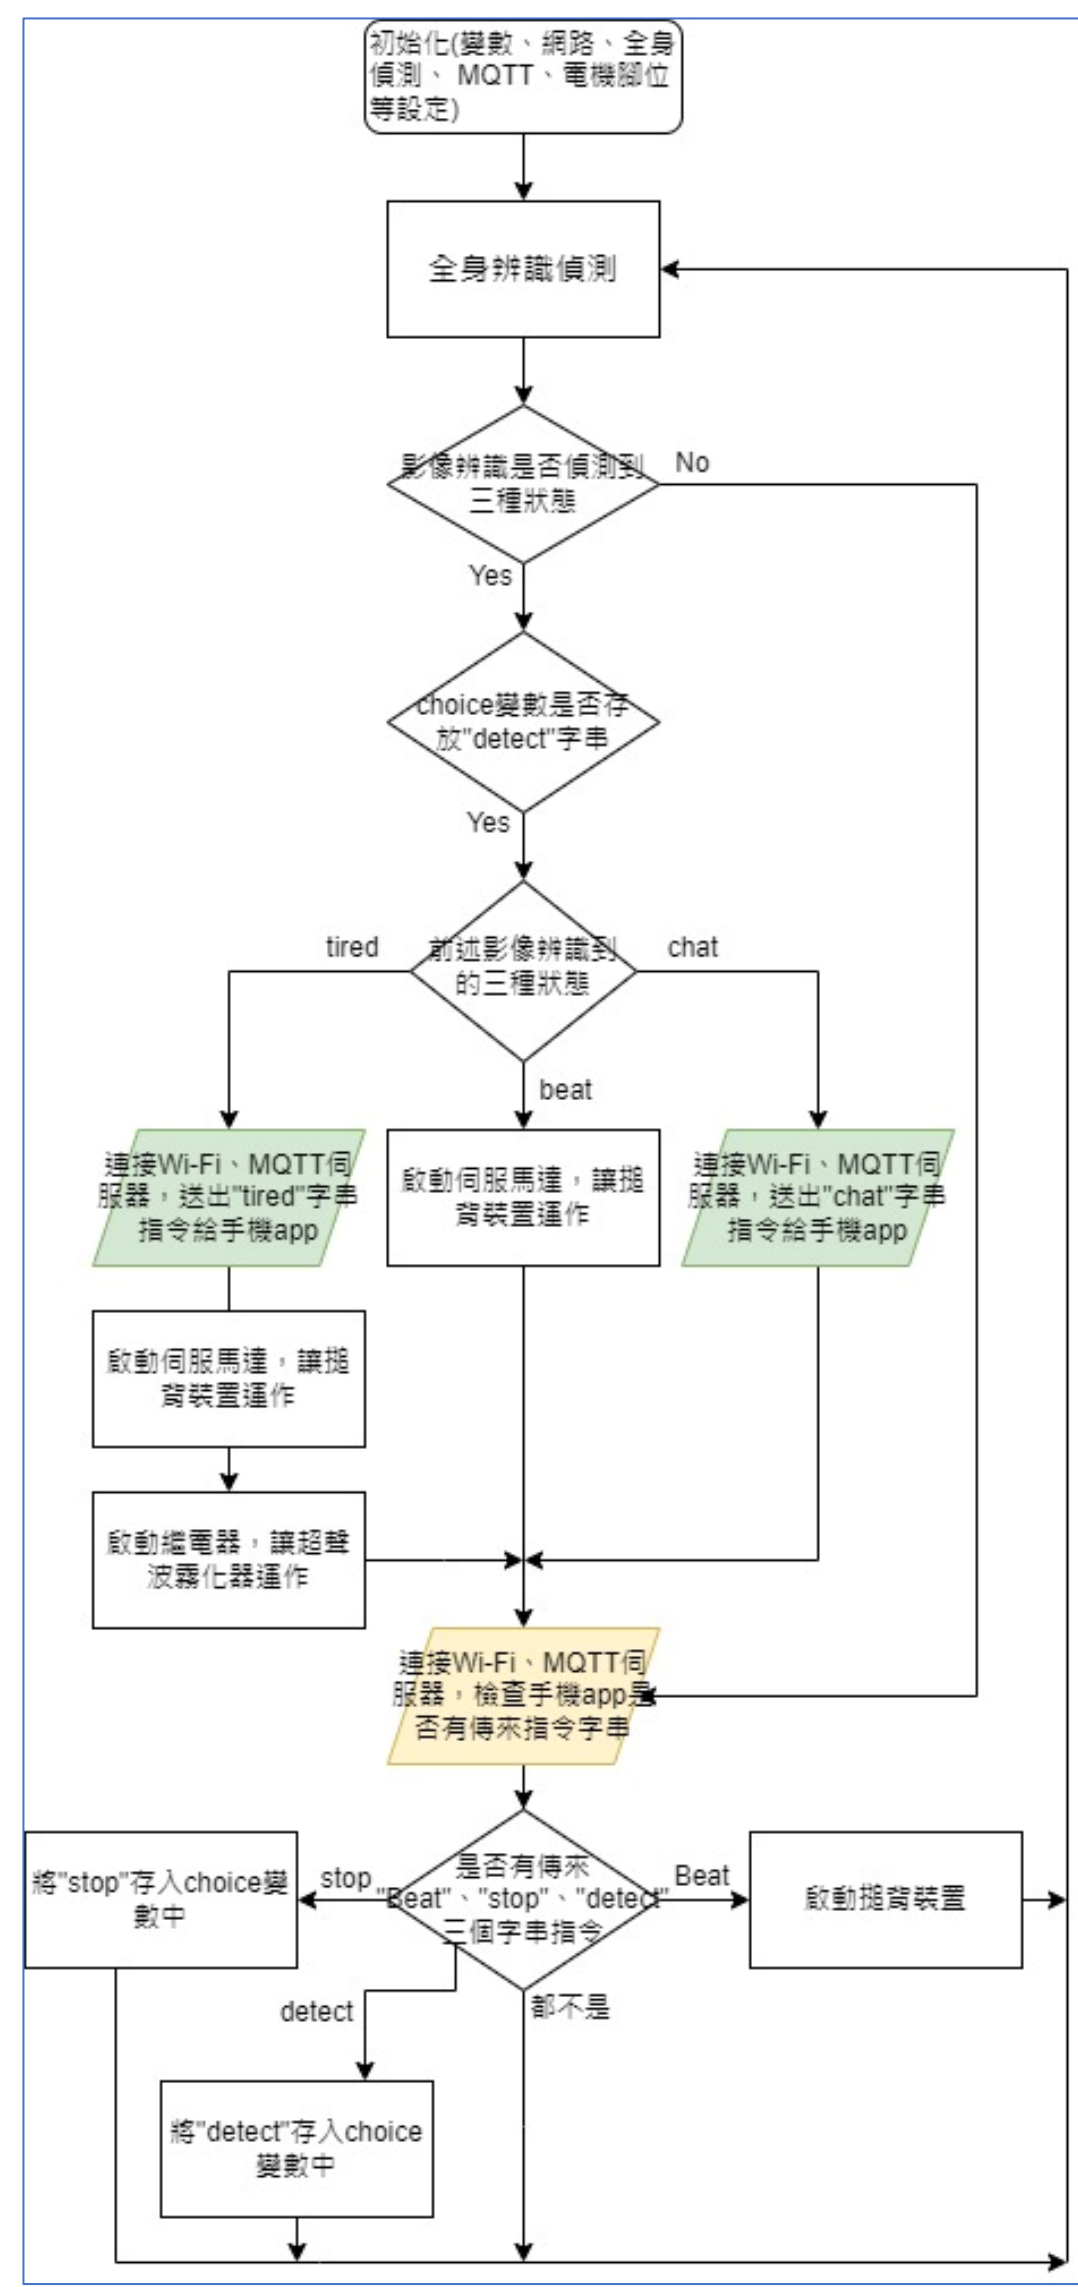 初始化(變數、網路、全身
偵測、 MQTT、電機腳位
等設定)
全身辨識偵測
影像辨識是否偵測到
三種狀態
No
Yes
choice變數是否存
放"detect"字串
Yes
前述影像辨識到
的三種狀態
tired
chat
beat
連接Wi-Fi、MQTT伺
服器，送出"tired"字串
指令給手機app
啟動伺服馬達，讓搥
背裝置運作
連接Wi-Fi、MQTT伺
服器，送出"chat"字串
指令給手機app
啟動伺服馬達，讓搥
背裝置運作
啟動繼電器，讓超聲
波霧化器運作
連接Wi-Fi、MQTT伺
服器，檢查手機app是
否有傳來指令字串
是否有傳來
"Beat"、"stop"、"detect"
三個字串指令
stop
Beat
將"stop"存入choice變
數中
啟動搥背裝置
detect
都不是
將"detect"存入choice
變數中